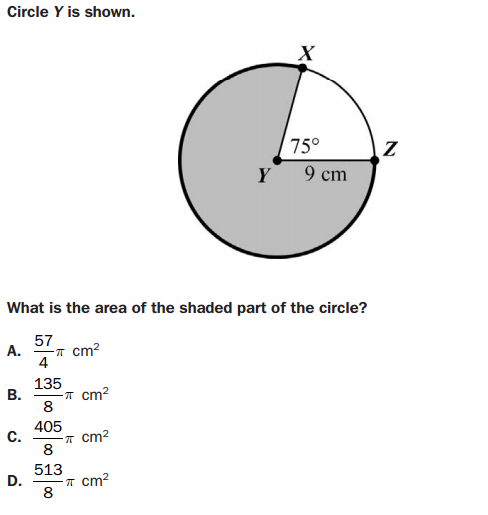 Circle Y is shown.
X
75°
Z
Y
9 cm
What is the area of the shaded part of the circle?
A. 57/4 π cm²
B. 135/8 π cm²
C. 405/8 π cm²
D. 513/8 π cm²